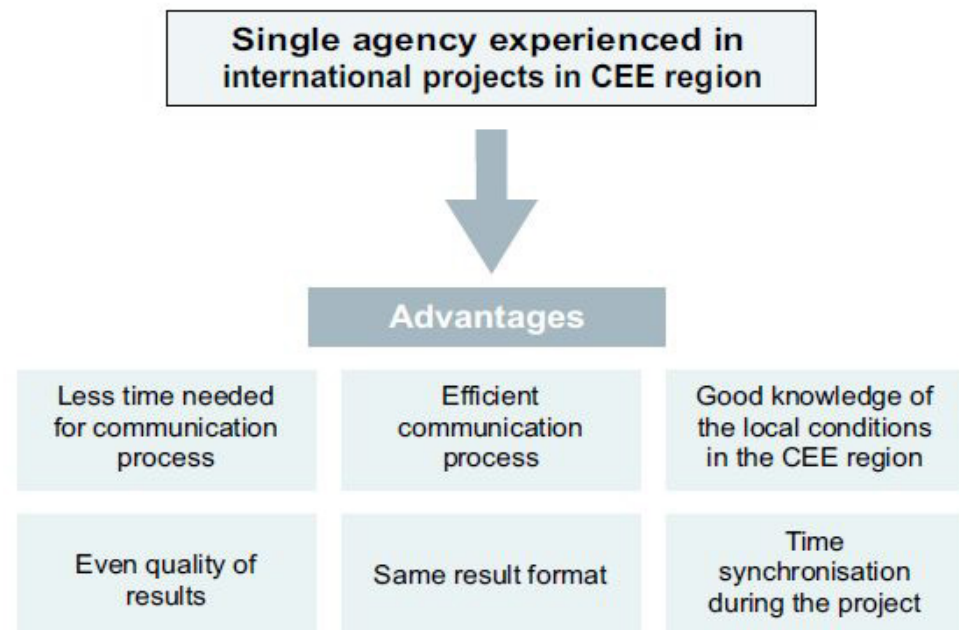 Single agency experienced in
international projects in CEE region
Advantages
Less time needed
for communication
process
Efficient
communication
process
Good knowledge of
the local conditions
in the CEE region
Even quality of
results
Same result format
Time
synchronisation
during the project